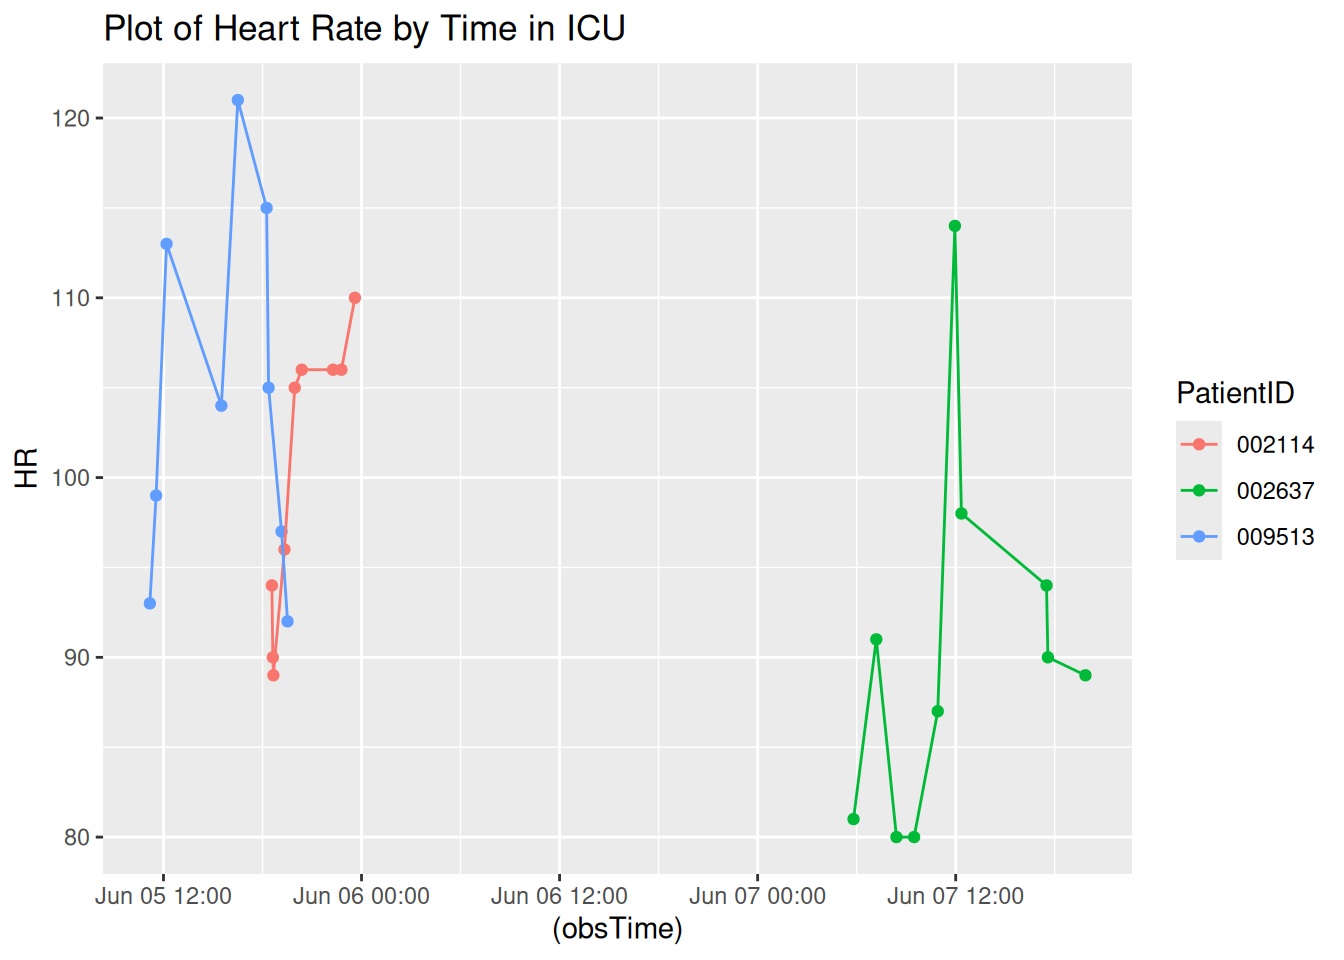 Plot of Heart Rate by Time in ICU
120
110
100
90
80
HR
Jun 05 12:00 Jun 06 00:00 Jun 06 12:00 Jun 07 00:00 Jun 07 12:00
(obsTime)
PatientID
002114
002637
009513